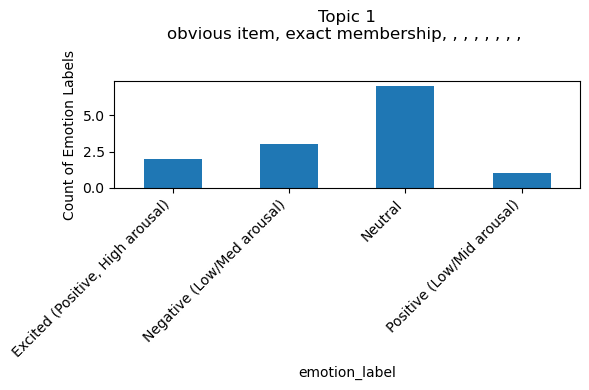 Topic 1
obvious item, exact membership, , , , , , , ,
Count of Emotion Labels
5.0
2.5
0.0
Excited (Positive, High arousal)
Negative (Low/Med arousal)
Neutral
Positive (Low/Mid arousal)
emotion_label